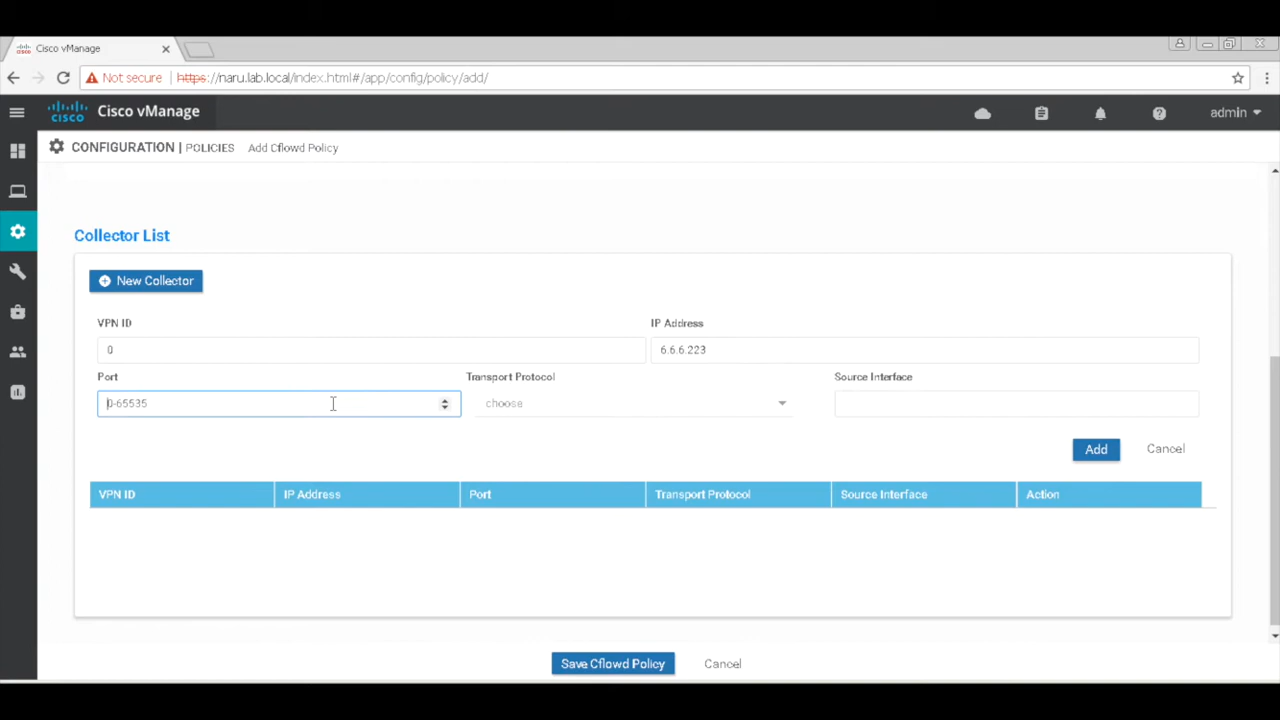 Cisco vManage
Not secure | https://naru.lab.local/index.html#/app/config/policy/add/
cisco Cisco vManage admin
CONFIGURATION | POLICIES Add Cflowd Policy
Collector List
New Collector
VPN ID IP Address
0 6.6.6.223
Port Transport Protocol Source Interface
0-65535 choose
Add Cancel
VPN ID IP Address Port Transport Protocol Source Interface Action
Save Cflowd Policy Cancel